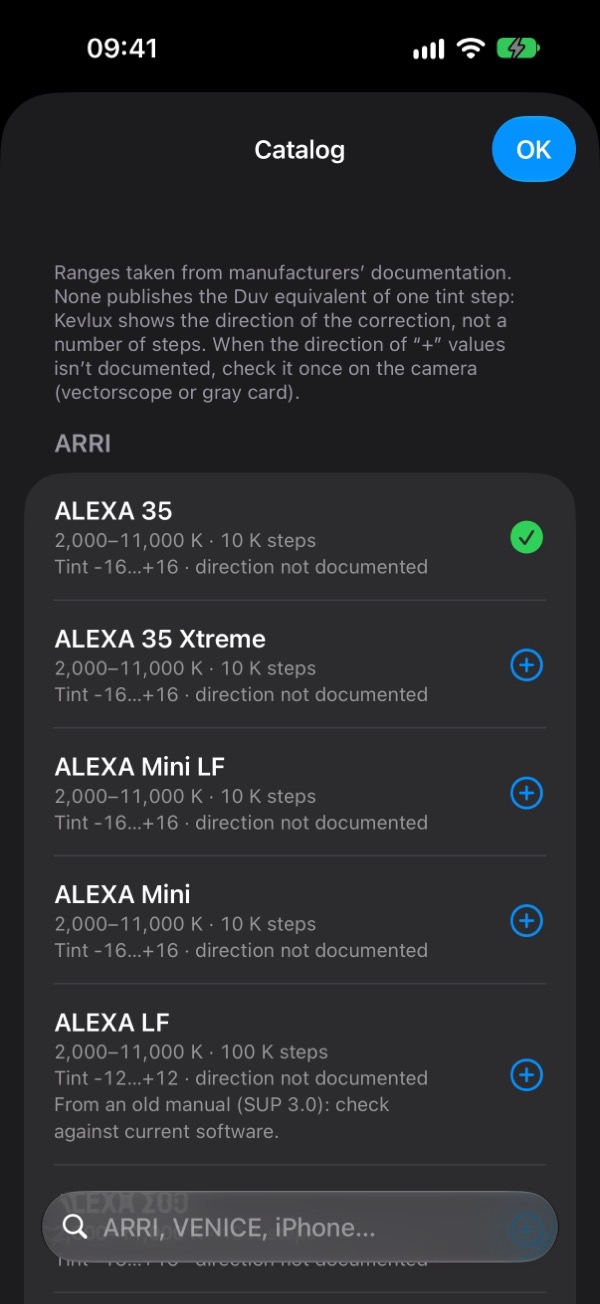 09:41
Catalog
OK
Ranges taken from manufacturers’ documentation.
None publishes the Duv equivalent of one tint step:
Kevlux shows the direction of the correction, not a
number of steps. When the direction of “+” values
isn’t documented, check it once on the camera
(vectorscope or gray card).
ARRI
ALEXA 35
2,000–11,000 K · 10 K steps
Tint -16…+16 · direction not documented
ALEXA 35 Xtreme
2,000–11,000 K · 10 K steps
Tint -16…+16 · direction not documented
ALEXA Mini LF
2,000–11,000 K · 10 K steps
Tint -16…+16 · direction not documented
ALEXA Mini
2,000–11,000 K · 10 K steps
Tint -16…+16 · direction not documented
ALEXA LF
2,000–11,000 K · 100 K steps
Tint -12…+12 · direction not documented
From an old manual (SUP 3.0): check
against current software.
ARRI, VENICE, iPhone…